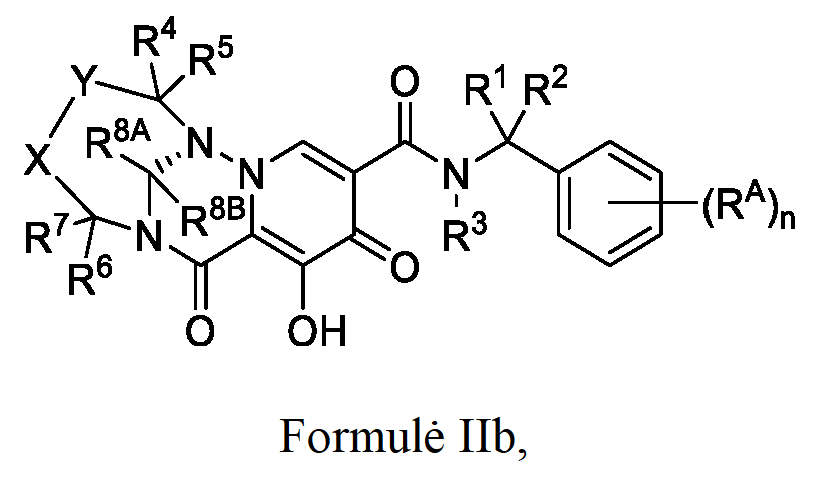 R⁴
R⁵
Y
O
R¹ R²
R⁸ᴬ
N
N
X
N
(Rᴬ)ₙ
R⁸ᴮ
R³
R⁷
N
O
R⁶
O
OH
Formulė IIb,